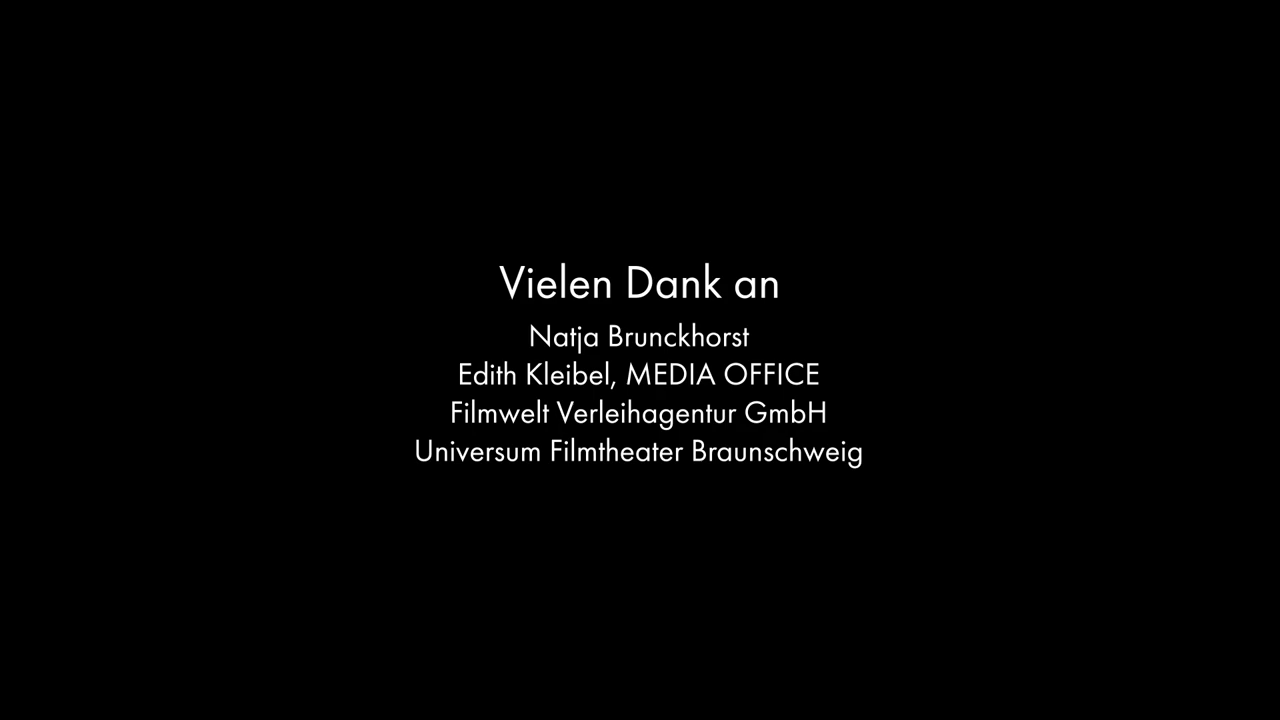 Vielen Dank an
Natja Brunckhorst
Edith Kleibel, MEDIA OFFICE
Filmwelt Verleihagentur GmbH
Universum Filmtheater Braunschweig